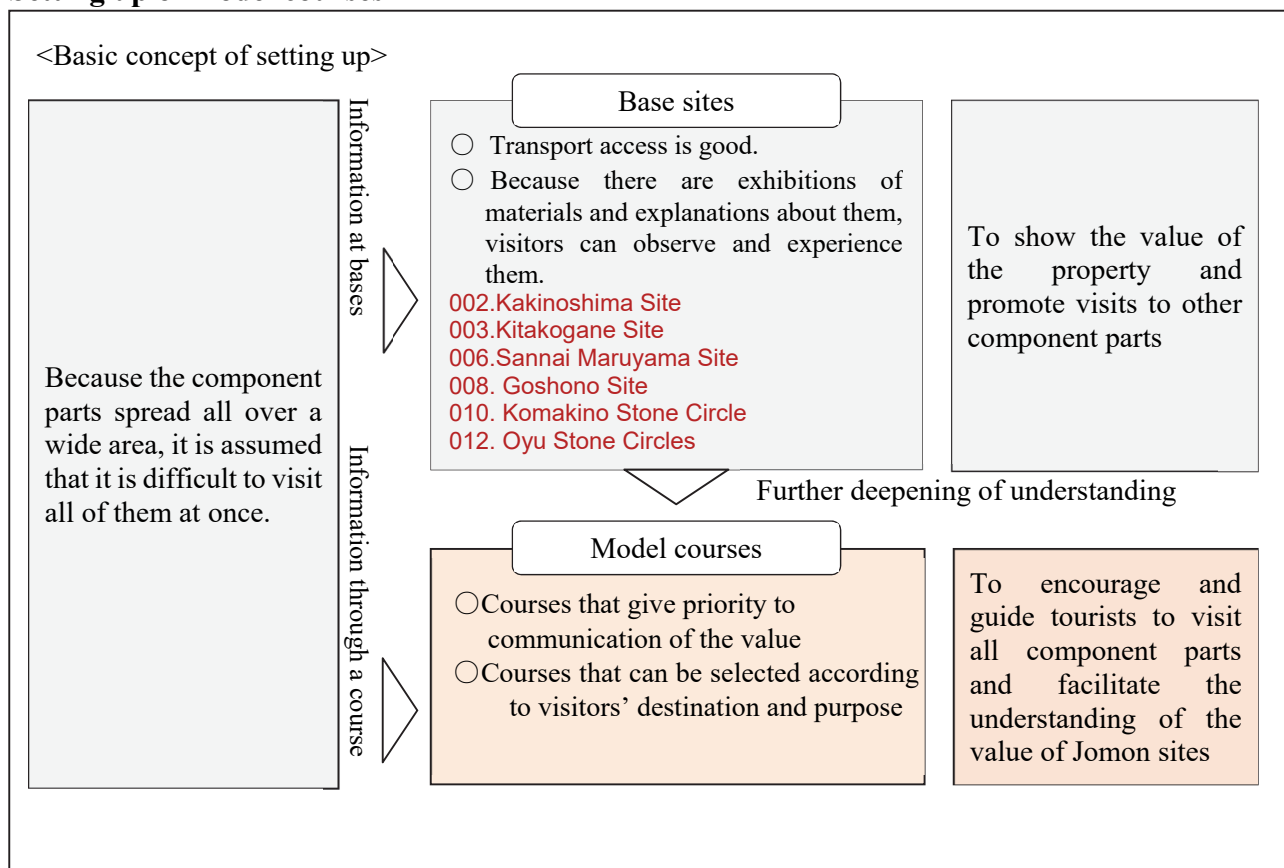 <Basic concept of setting up>
Because the component
parts spread all over a
wide area, it is assumed
that it is difficult to visit
all of them at once.
Information at bases
Base sites
○ Transport access is good.
○ Because there are exhibitions of
materials and explanations about them,
visitors can observe and experience
them.
002.Kakinoshima Site
003.Kitakogane Site
006.Sannai Maruyama Site
008. Goshono Site
010. Komakino Stone Circle
012. Oyu Stone Circles
To show the value of
the property and
promote visits to other
component parts
Further deepening of understanding
Information through a course
Model courses
○Courses that give priority to
communication of the value
○Courses that can be selected according
to visitors’ destination and purpose
To encourage and
guide tourists to visit
all component parts
and facilitate the
understanding of the
value of Jomon sites